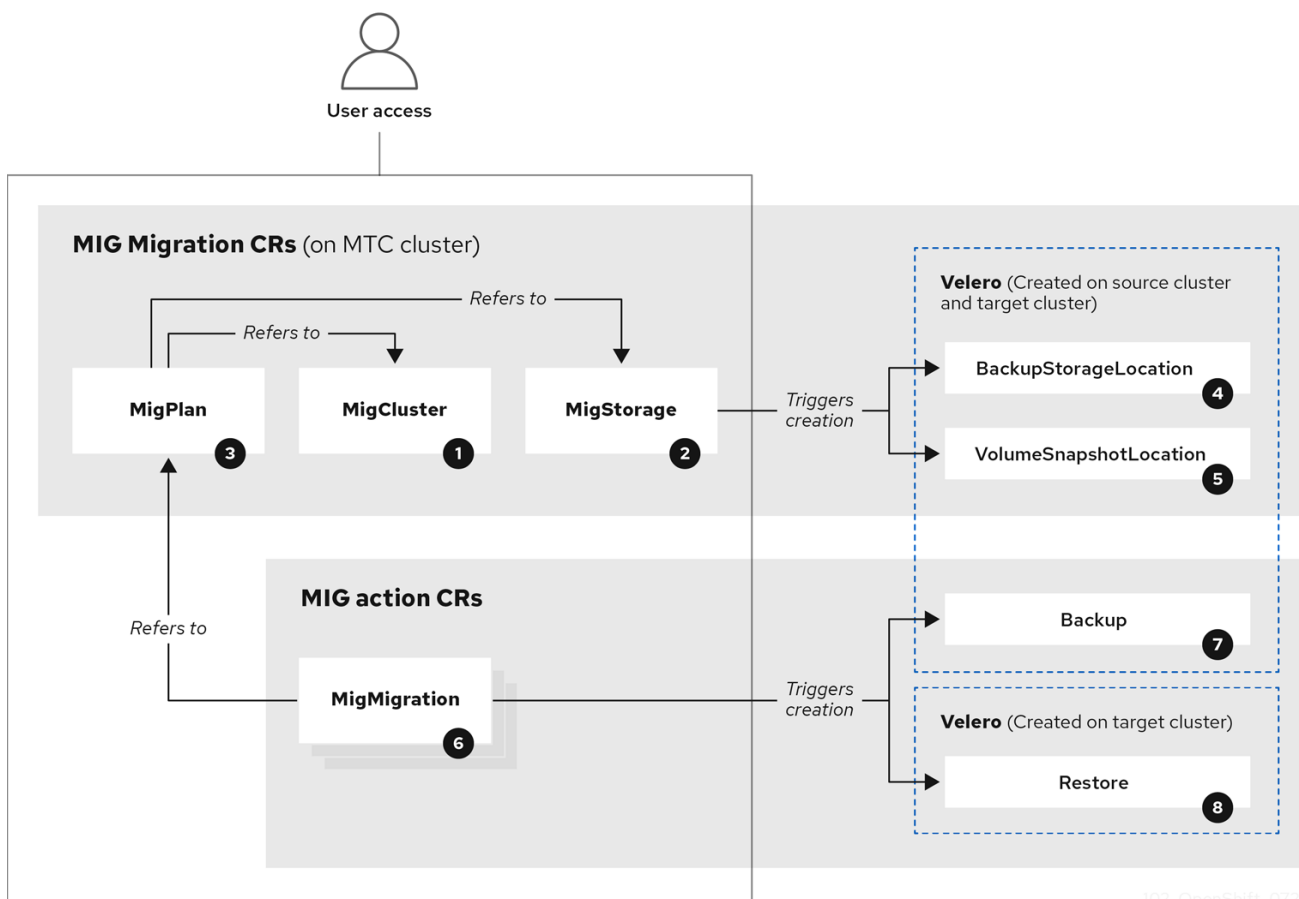 User access
MIG Migration CRs (on MTC cluster)
Refers to
Refers to
MigPlan
3
MigCluster
1
MigStorage
2
Triggers
creation
Velero (Created on source cluster
and target cluster)
BackupStorageLocation
4
VolumeSnapshotLocation
5
Refers to
MIG action CRs
MigMigration
6
Triggers
creation
Backup
7
Velero (Created on target cluster)
Restore
8